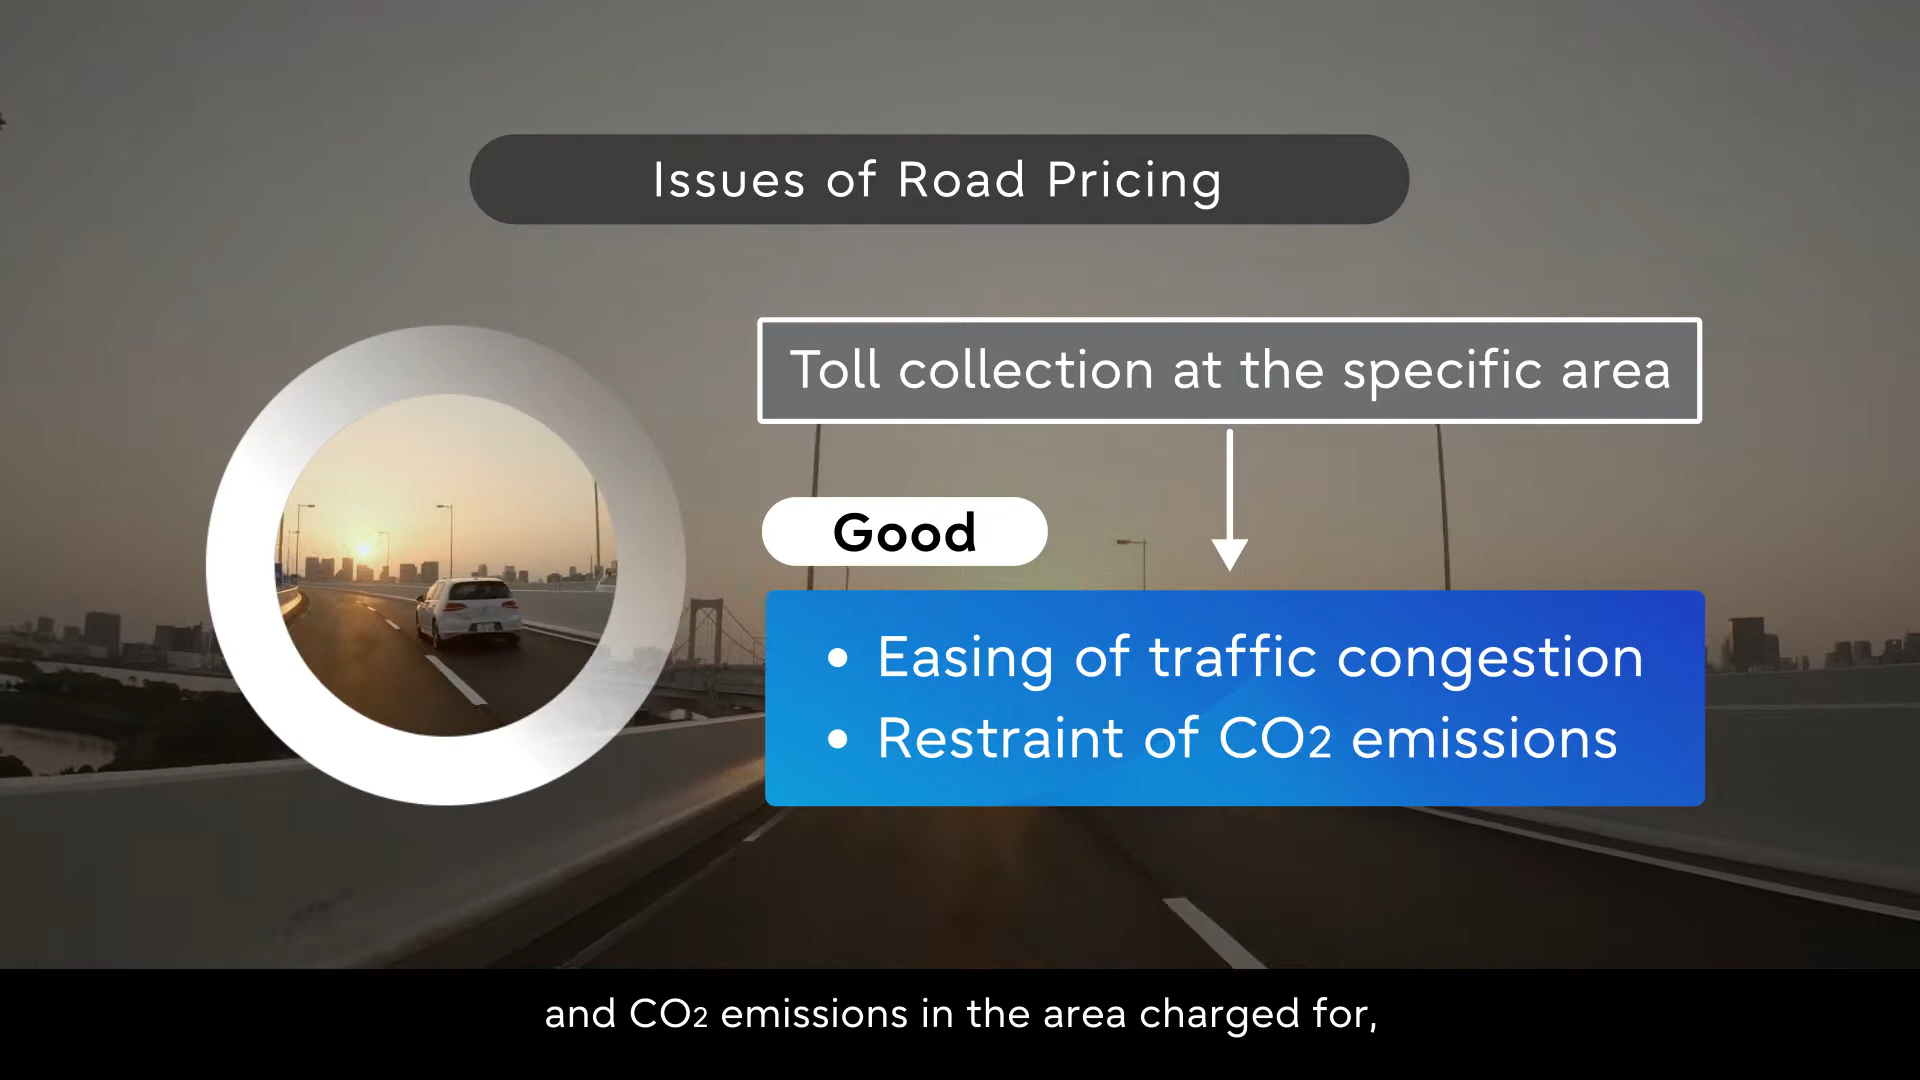 Issues of Road Pricing
Toll collection at the specific area
Good
• Easing of traffic congestion
• Restraint of CO2 emissions
and CO2 emissions in the area charged for,